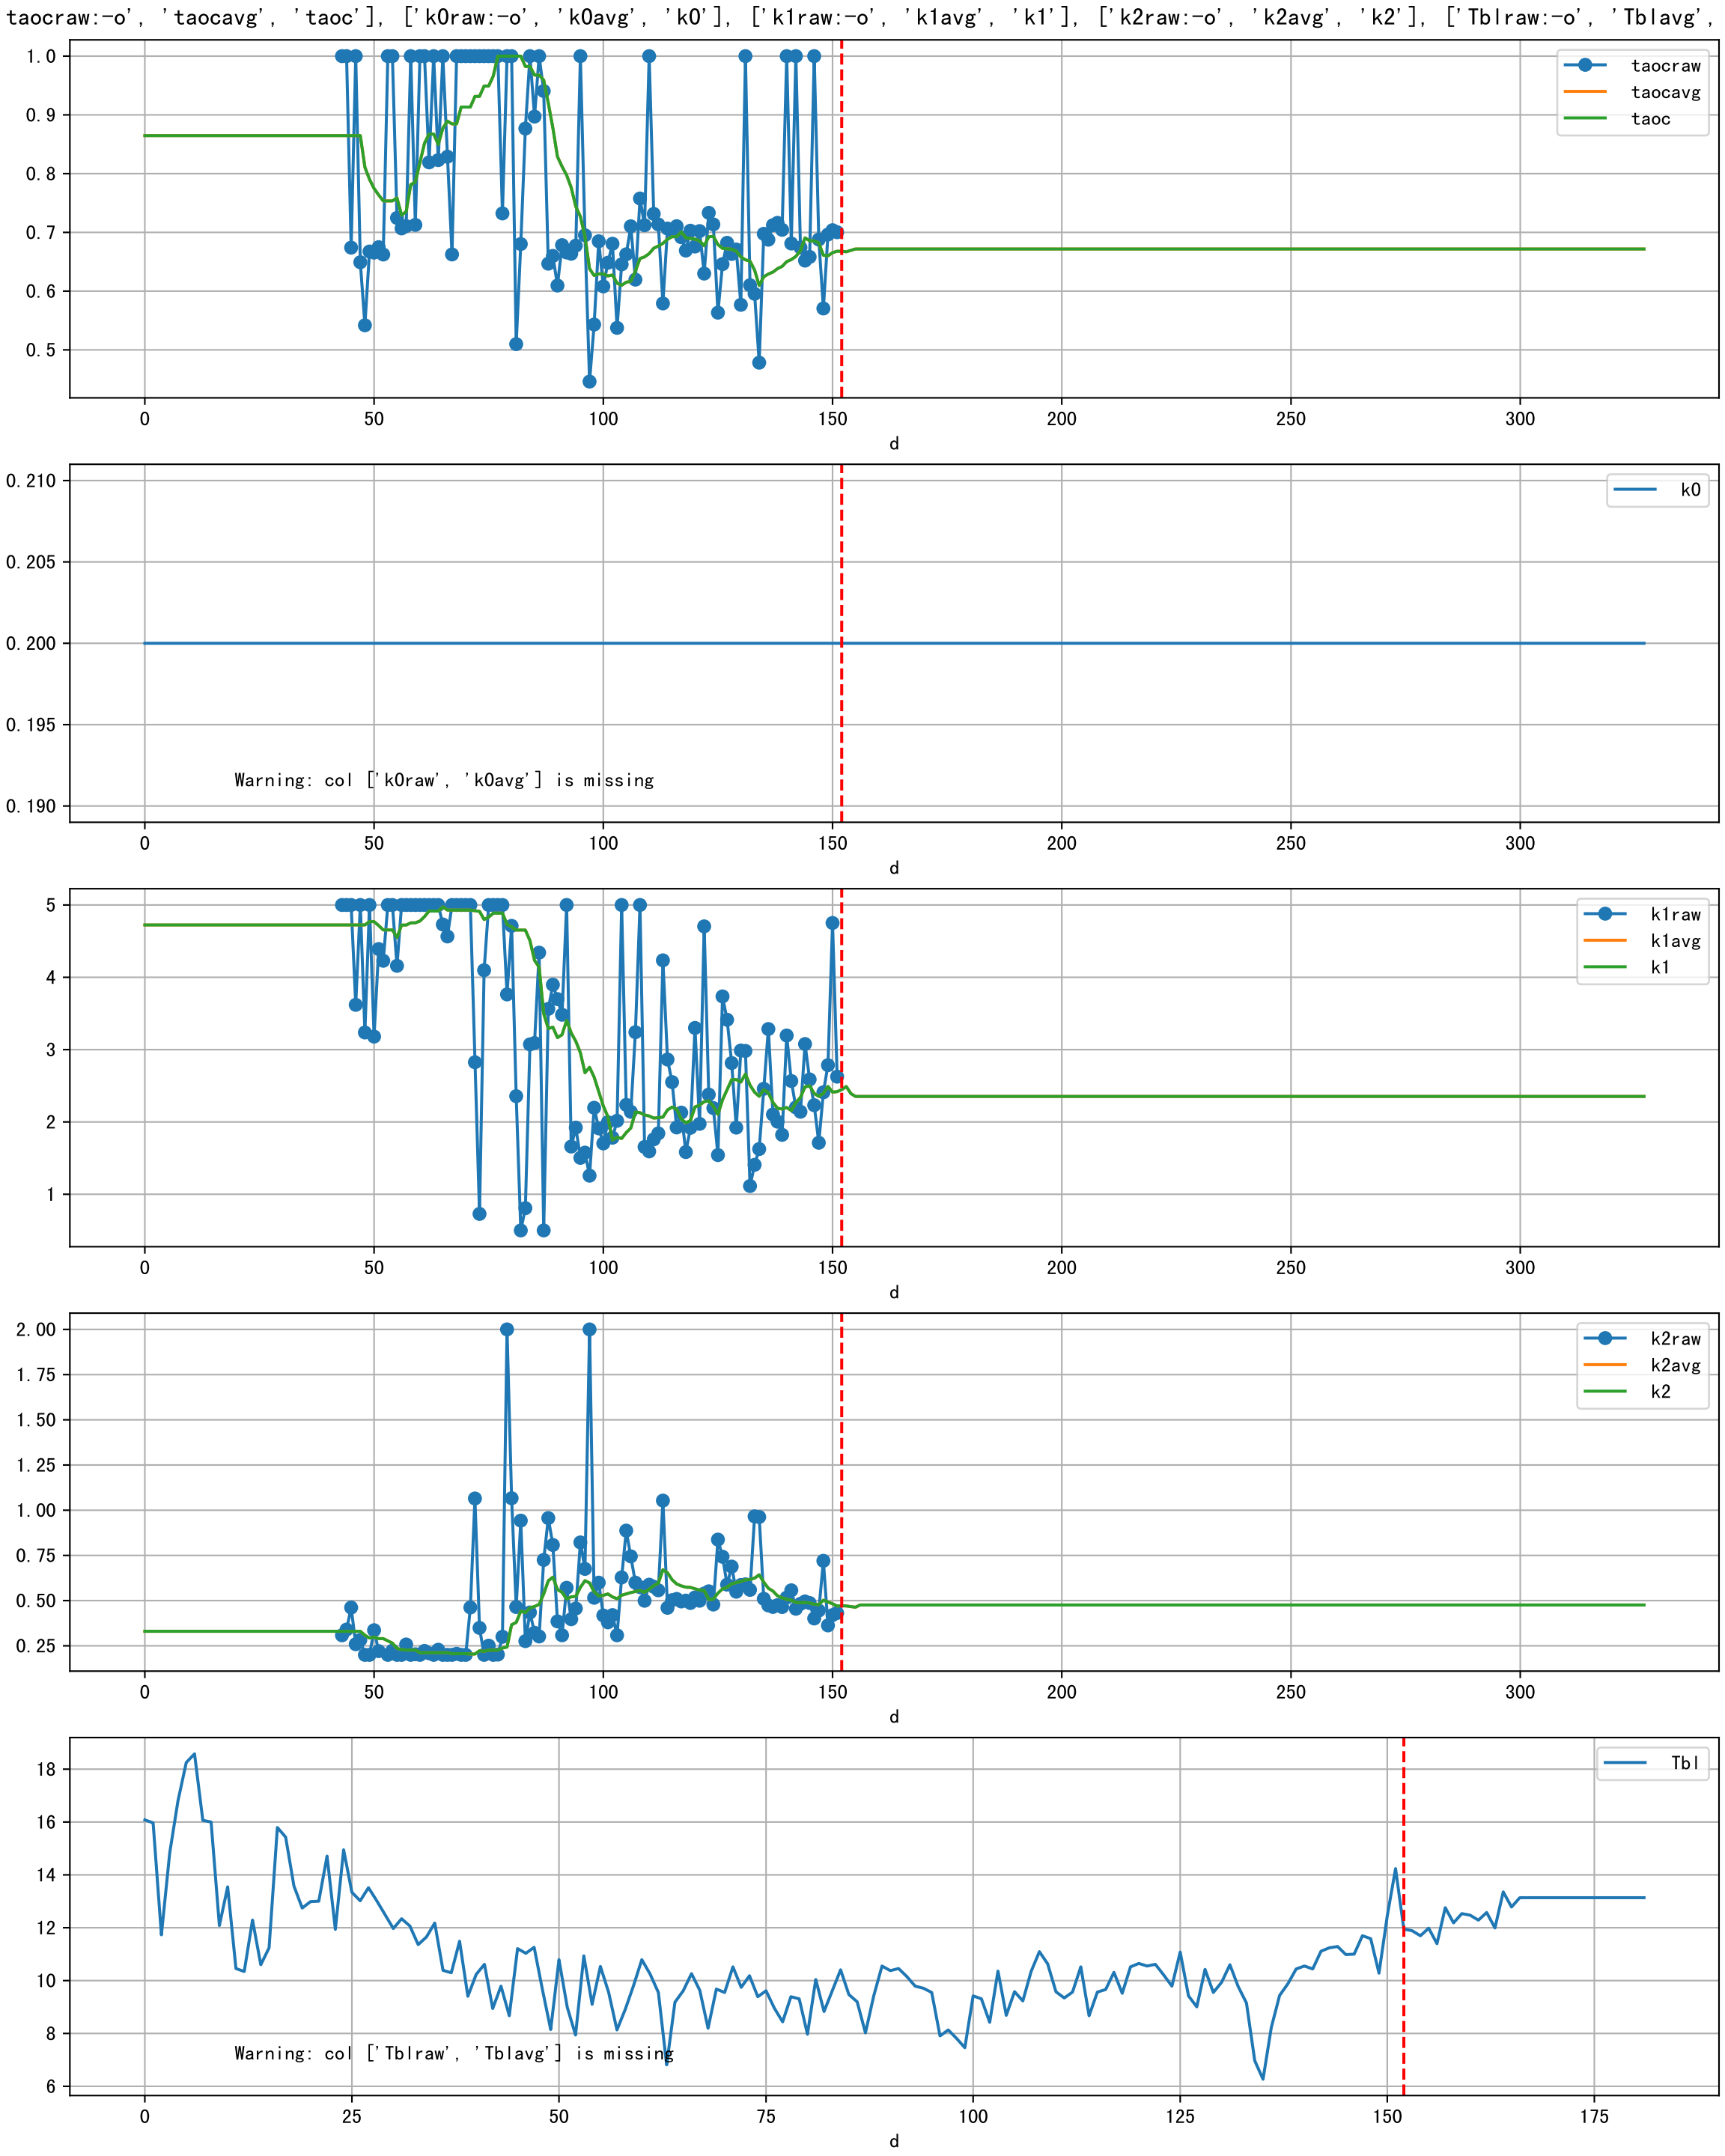 taocraw:-o', 'taocavg', 'taoc'], ['k0raw:-o', 'k0avg', 'k0'], ['k1raw:-o', 'k1avg', 'k1'], ['k2raw:-o', 'k2avg', 'k2'], ['Tblraw:-o', 'Tblavg',
1.0
0.9
0.8
0.7
0.6
0.5
taocraw
taocavg
taoc
0 50 100 150 200 250 300
d
0.210
0.205
0.200
0.195
0.190
k0
Warning: col ['k0raw', 'k0avg'] is missing
0 50 100 150 200 250 300
d
5
4
3
2
1
k1raw
k1avg
k1
0 50 100 150 200 250 300
d
2.00
1.75
1.50
1.25
1.00
0.75
0.50
0.25
k2raw
k2avg
k2
0 50 100 150 200 250 300
d
18
16
14
12
10
8
6
Tbl
Warning: col ['Tblraw', 'Tblavg'] is missing
0 25 50 75 100 125 150 175
d